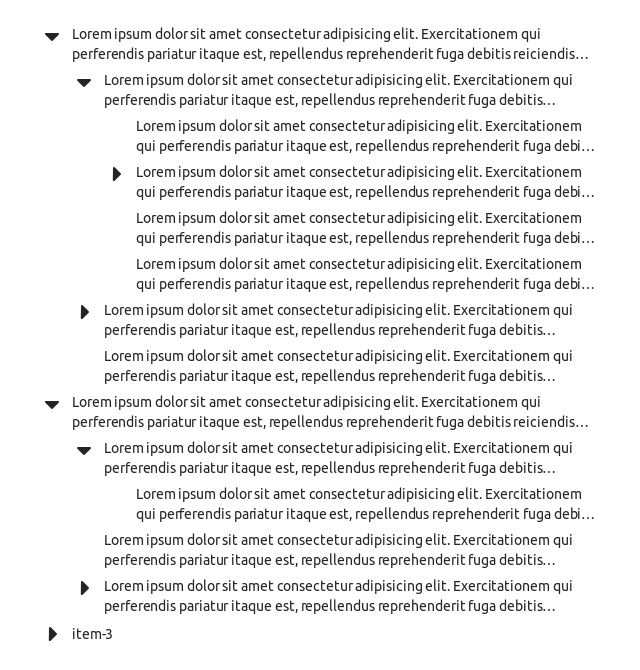 Lorem ipsum dolor sit amet consectetur adipisicing elit. Exercitationem qui
perferendis pariatur itaque est, repellendus reprehenderit fuga debitis reiciendis…
Lorem ipsum dolor sit amet consectetur adipisicing elit. Exercitationem qui
perferendis pariatur itaque est, repellendus reprehenderit fuga debitis…
Lorem ipsum dolor sit amet consectetur adipisicing elit. Exercitationem
qui perferendis pariatur itaque est, repellendus reprehenderit fuga debi…
Lorem ipsum dolor sit amet consectetur adipisicing elit. Exercitationem
qui perferendis pariatur itaque est, repellendus reprehenderit fuga debi…
Lorem ipsum dolor sit amet consectetur adipisicing elit. Exercitationem
qui perferendis pariatur itaque est, repellendus reprehenderit fuga debi…
Lorem ipsum dolor sit amet consectetur adipisicing elit. Exercitationem
qui perferendis pariatur itaque est, repellendus reprehenderit fuga debi…
Lorem ipsum dolor sit amet consectetur adipisicing elit. Exercitationem qui
perferendis pariatur itaque est, repellendus reprehenderit fuga debitis…
Lorem ipsum dolor sit amet consectetur adipisicing elit. Exercitationem qui
perferendis pariatur itaque est, repellendus reprehenderit fuga debitis…
Lorem ipsum dolor sit amet consectetur adipisicing elit. Exercitationem qui
perferendis pariatur itaque est, repellendus reprehenderit fuga debitis reiciendis…
Lorem ipsum dolor sit amet consectetur adipisicing elit. Exercitationem qui
perferendis pariatur itaque est, repellendus reprehenderit fuga debitis…
Lorem ipsum dolor sit amet consectetur adipisicing elit. Exercitationem
qui perferendis pariatur itaque est, repellendus reprehenderit fuga debi…
Lorem ipsum dolor sit amet consectetur adipisicing elit. Exercitationem qui
perferendis pariatur itaque est, repellendus reprehenderit fuga debitis…
Lorem ipsum dolor sit amet consectetur adipisicing elit. Exercitationem qui
perferendis pariatur itaque est, repellendus reprehenderit fuga debitis…
item-3